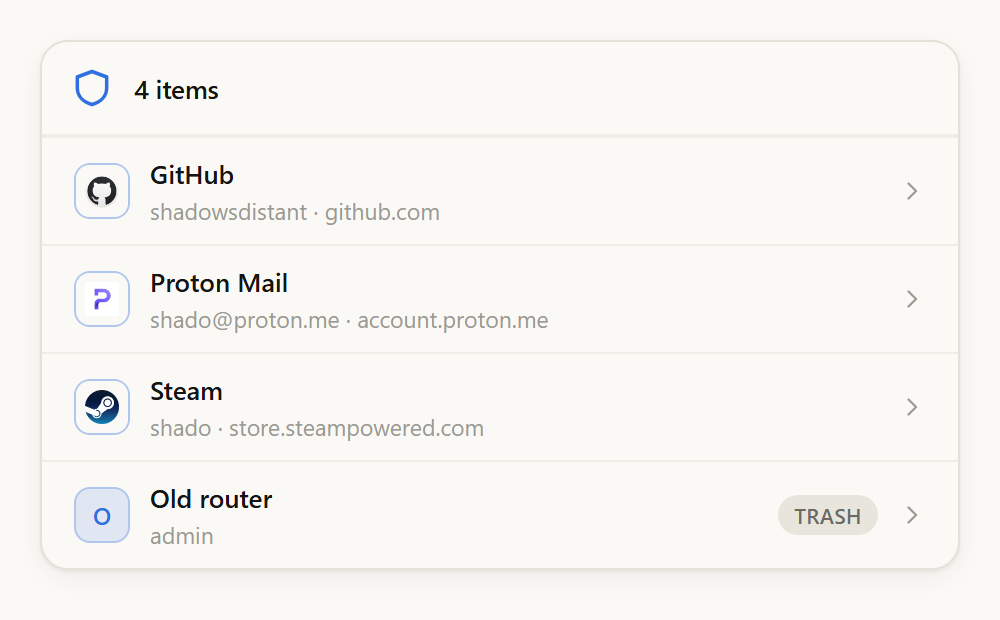 4 items
GitHub
shadowsdistant · github.com
Proton Mail
shado@proton.me · account.proton.me
Steam
shado · store.steampowered.com
O
Old router
admin
TRASH